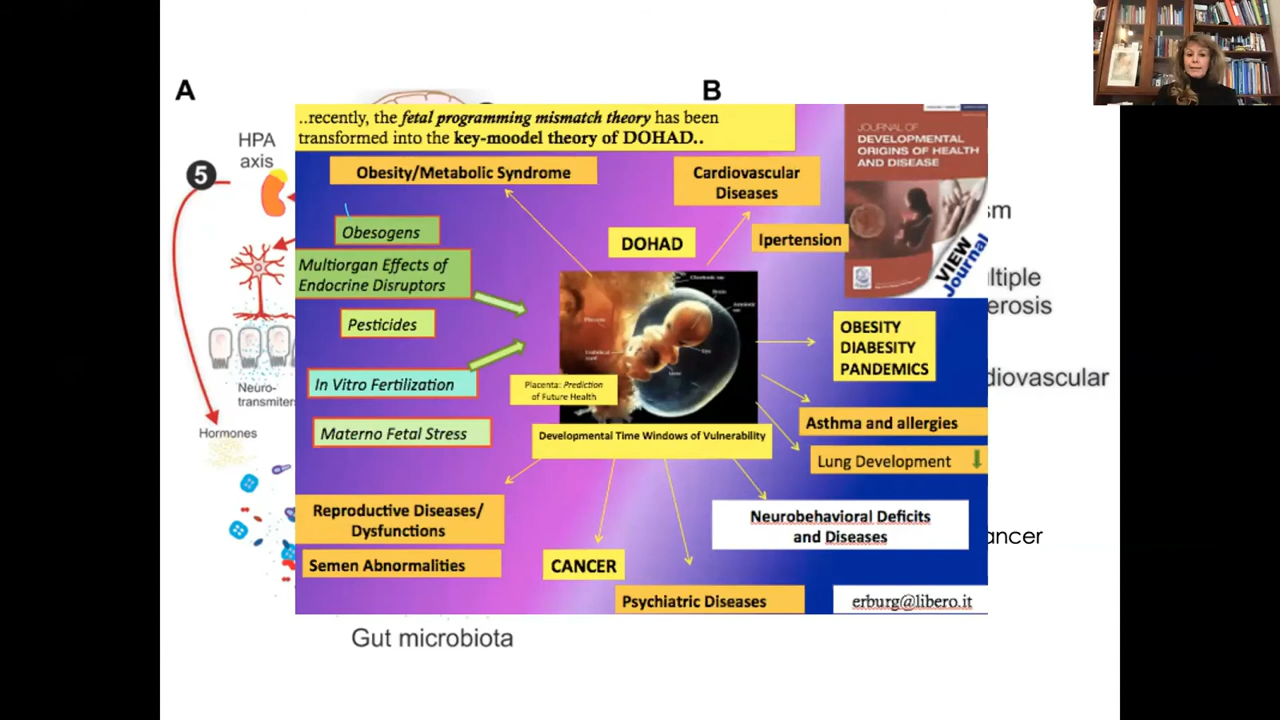 A
B
..recently, the fetal programming mismatch theory has been
transformed into the key-moodel theory of DOHAD..
JOURNAL OF
DEVELOPMENTAL
ORIGINS OF HEALTH
AND DISEASE
VIEW
Journal
HPA
axis
5
Obesity/Metabolic Syndrome
Cardiovascular
Diseases
Obesogens
DOHAD
Ipertension
sm
Multiorgan Effects of
Endocrine Disruptors
ltiple
erosis
Pesticides
OBESITY
DIABESITY
PANDEMICS
In Vitro Fertilization
Placenta: Prediction
of Future Health
diovascular
Neuro-
transmiters
Hormones
Materno Fetal Stress
Developmental Time Windows of Vulnerability
Asthma and allergies
Lung Development
Reproductive Diseases/
Dysfunctions
Neurobehavioral Deficits
and Diseases
ancer
Semen Abnormalities
CANCER
Psychiatric Diseases
erburg@libero.it
Gut microbiota